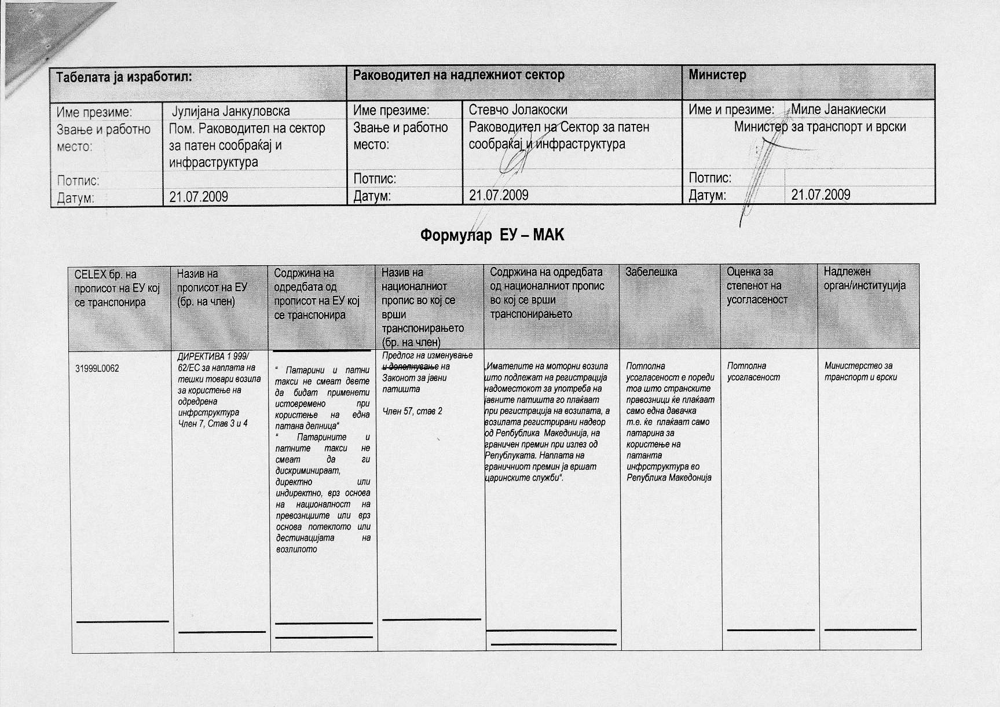 Табелата ја изработил:
Раководител на надлежниот сектор
Министер
Име презиме:
Јулијана Јанкуловска
Име презиме:
Стевчо Јолакоски
Име и презиме:
Миле Јанакиески
Звање и работно
место:
Пом. Раководител на сектор
за патен сообраќај и
инфраструктура
Звање и работно
место:
Раководител на Сектор за патен
сообраќај и инфраструктура
Министер за транспорт и врски
Потпис:
Потпис:
Потпис:
Датум:
21.07.2009
Датум:
21.07.2009
Датум:
21.07.2009
Формулар ЕУ – МАК
CELEX бр. на
прописот на ЕУ кој
се транспонира
Назив на
прописот на ЕУ
(бр. на член)
Содржина на
одредбата од
прописот на ЕУ кој
се транспонира
Назив на
националниот
пропис во кој се
врши
транспонирањето
(бр. на член)
Содржина на одредбата
од националниот пропис
во кој се врши
транспонирањето
Забелешка
Оценка за
степенот на
усогласеност
Надлежен
орган/институција
31999L0062
ДИРЕКТИВА 1 999/
62/ЕС за наплата на
тешки товари возила
за користење на
одредрена
инфрструктура
Член 7, Став 3 и 4
“ Патарини и патни
такси не смеат двете
да бидат применети
истовремено при
користење на една
патана делница“
“ Патарините и
патните такси не
смеат да ги
дискриминираат,
директно или
индиректно, врз основа
на националност на
превознциите или врз
основа потеклото или
дестинацијата на
возлилото
Предлог на изменување
и дополнување на
Законот за јавни
патишта
Член 57, став 2
„Имателите на моторни возила
што подлежат на регистрација
надоместокот за употреба на
јавните патишта го плаќаат
при регистрација на возилата, а
возилата регистрирани надвор
од Репбублика Македнија, на
граничен премин при излез од
Републуката. Наплата на
граничниот премин ја вршат
царинските служби“.
Потполна
усогласеност е пореди
тоа што странските
правозници ќе плаќаат
само една давачка
т.е. ќе плаќаат само
патарина за
користење на
патанта
инфрструктура во
Република Македонија
Потполна
усогласеност
Министерство за
транспорт и врски